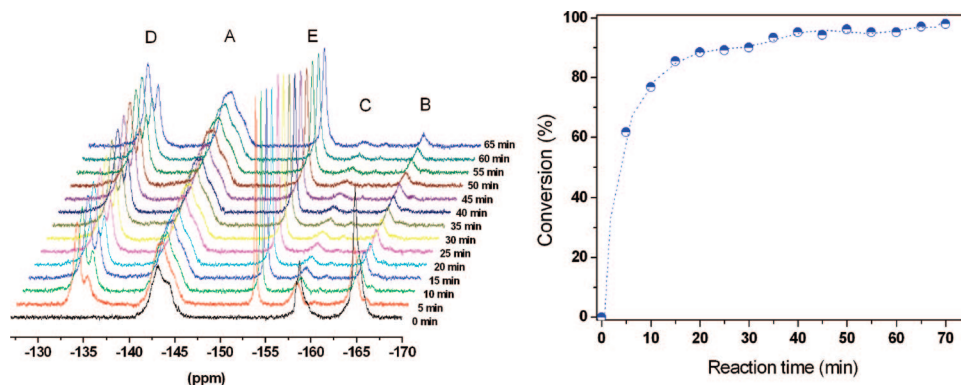 D A E
C B
65 min
60 min
55 min
50 min
45 min
40 min
35 min
30 min
25 min
20 min
15 min
10 min
5 min
0 min
-130 -135 -140 -145 -150 -155 -160 -165 -170
(ppm)
Conversion (%)
100
80
60
40
20
0
0 10 20 30 40 50 60 70
Reaction time (min)